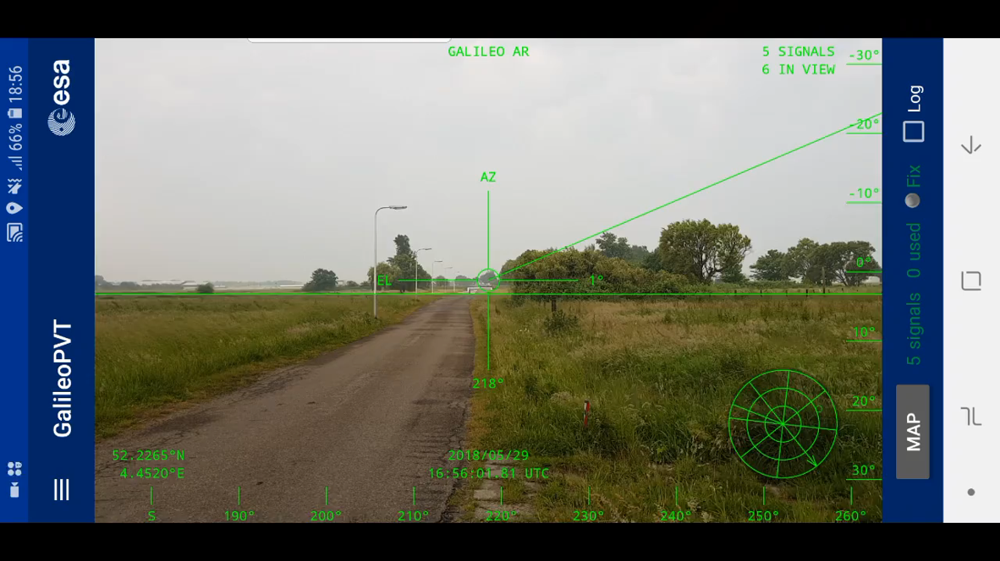 18:56
66%
esa
GalileoPVT
GALILEO AR
5 SIGNALS
6 IN VIEW
-30°
-20°
-10°
0°
10°
20°
30°
AZ
EL
1°
218°
52.2265°N
4.4520°E
2018/05/29
16:56:01.81 UTC
S 190° 200° 210° 220° 230° 240° 250° 260°
5 signals 0 used Fix Log
MAP